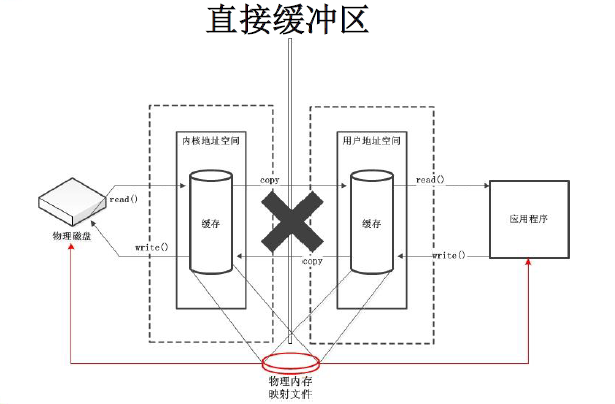 直接缓冲区
内核地址空间
用户地址空间
copy
read()
read()
缓存
缓存
应用程序
物理磁盘
write()
copy
write()
物理内存
映射文件